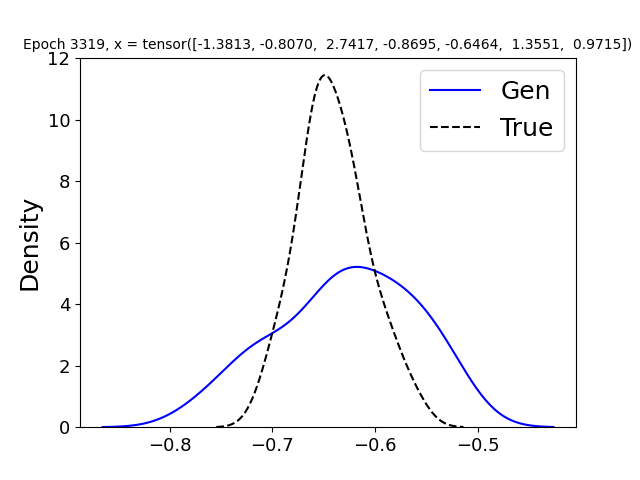 Epoch 3319, x = tensor([-1.3813, -0.8070,  2.7417, -0.8695, -0.6464,  1.3551,  0.9715])
12
10
8
6
4
2
0
Density
Gen
True
−0.8
−0.7
−0.6
−0.5